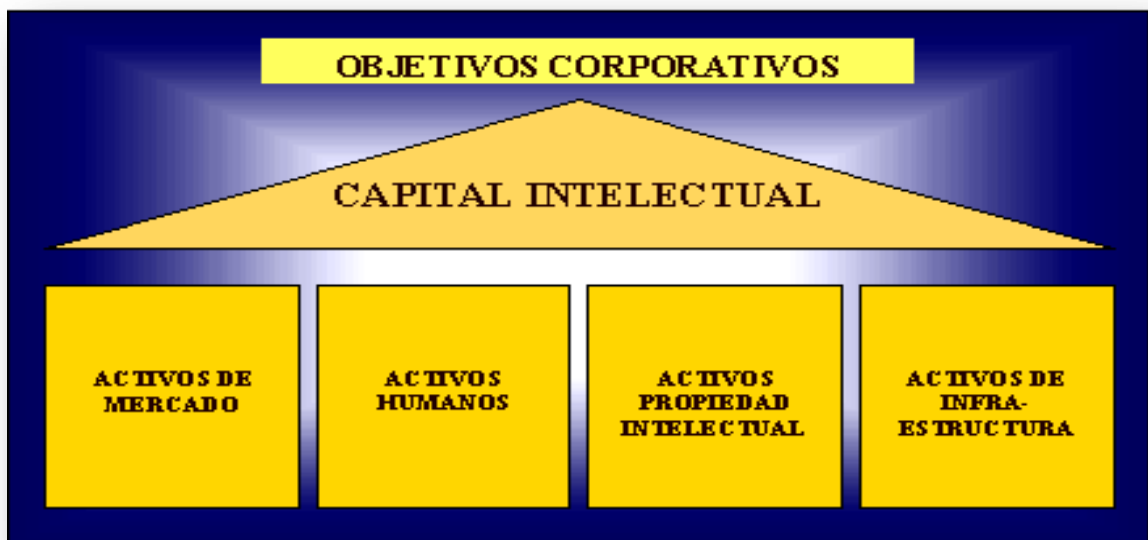 OBJETIVOS CORPORATIVOS
CAPITAL INTELECTUAL
ACTIVOS DE
MERCADO
ACTIVOS
HUMANOS
ACTIVOS
PROPIEDAD
INTELECTUAL
ACTIVOS DE
INFRA-
ESTRUCTURA